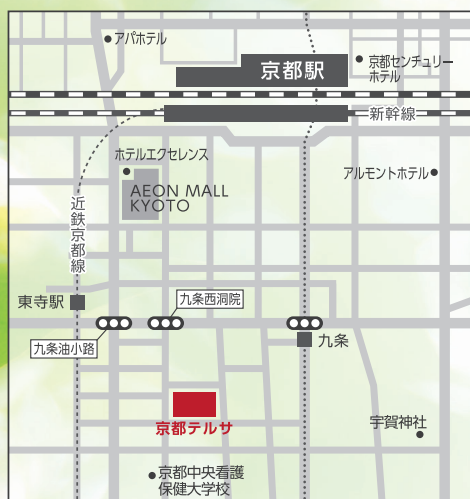 アパホテル
京都駅
京都センチュリー
ホテル
新幹線
ホテルエクセレンス
アルモントホテル
AEON MALL
KYOTO
近鉄京都線
東寺駅
九条西洞院
九条油小路
九条
京都テルサ
宇賀神社
京都中央看護
保健大学校